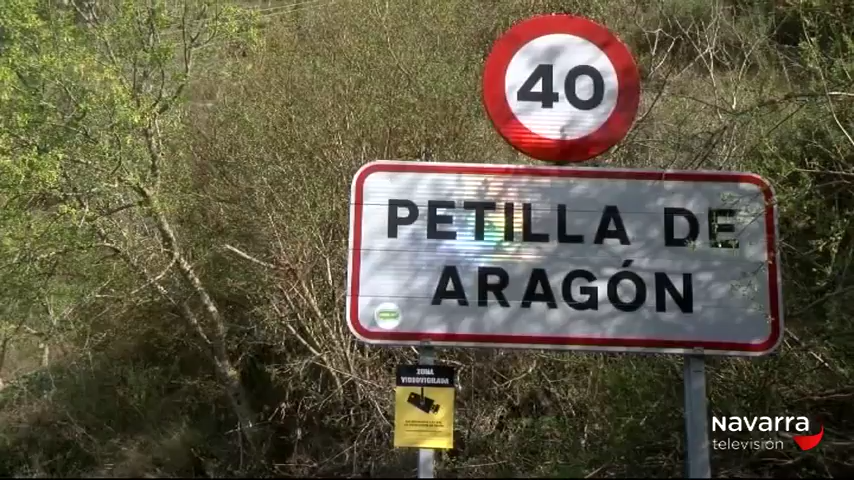 40
PETILLA DE
ARAGÓN
ZONA
VIDEOVIGILADA
NAVARRA
televisión